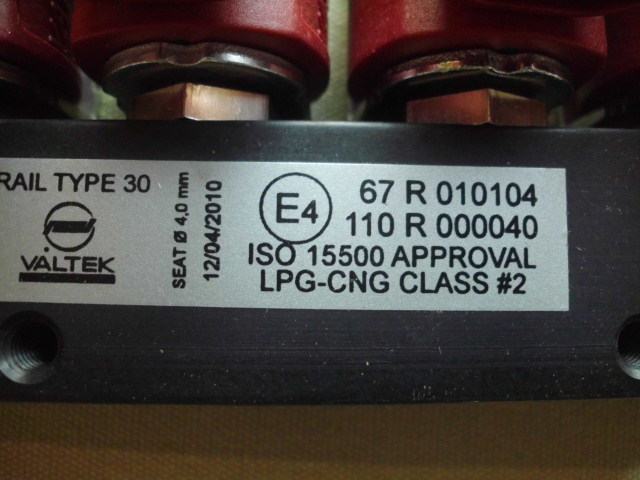 RAIL TYPE 30
VALTEK
SEAT Ø 4,0 mm
12/04/2010
E4
67 R 010104
110 R 000040
ISO 15500 APPROVAL
LPG-CNG CLASS #2